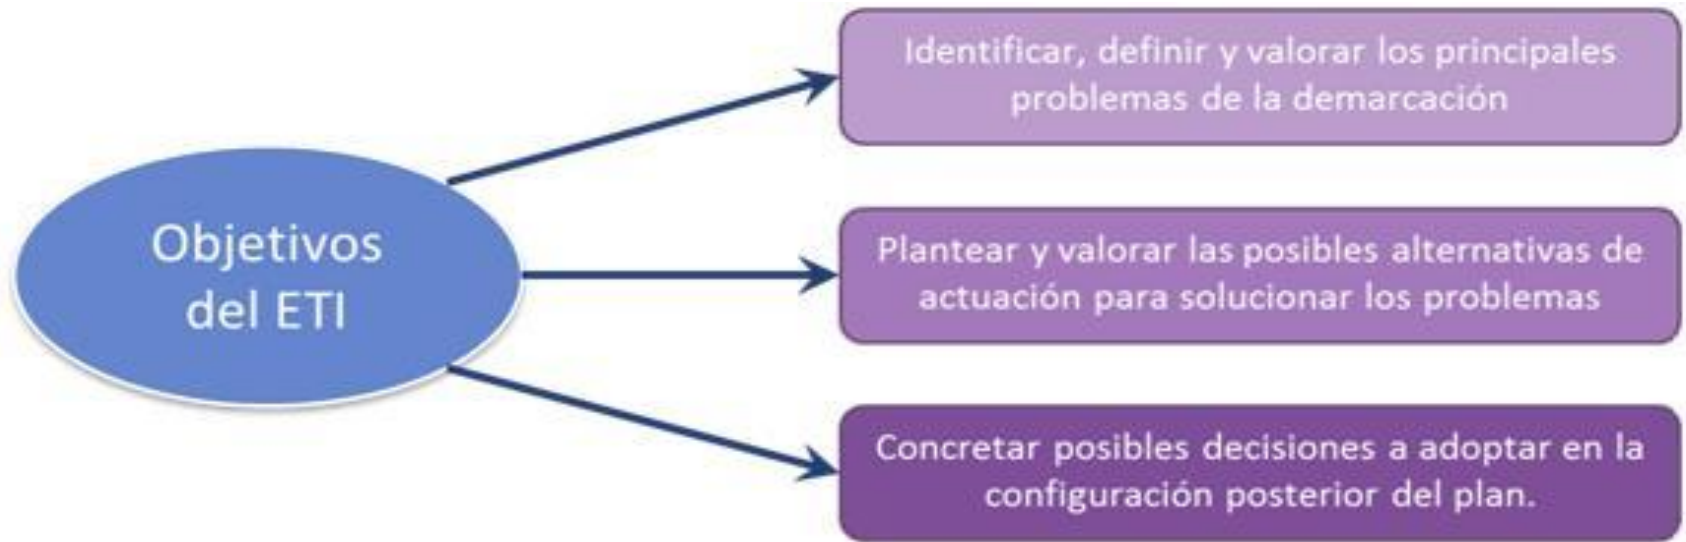 Objetivos
del ETI
Identificar, definir y valorar los principales
problemas de la demarcación
Plantear y valorar las posibles alternativas de
actuación para solucionar los problemas
Concretar posibles decisiones a adoptar en la
configuración posterior del plan.